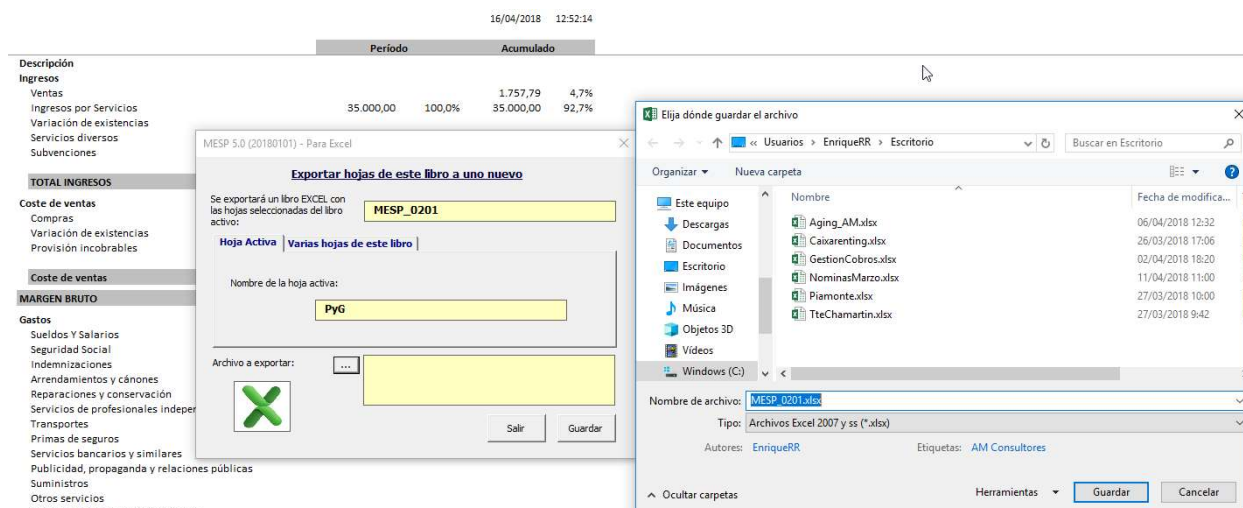 16/04/2018 12:52:14
Período Acumulado
Descripción
Ingresos
Ventas 1.757,79 4,7%
Ingresos por Servicios 35.000,00 100,0% 35.000,00 92,7%
Variación de existencias
Servicios diversos
Subvenciones
TOTAL INGRESOS
Coste de ventas
Compras
Variación de existencias
Provisión incobrables
Coste de ventas
MARGEN BRUTO
Gastos
Sueldos Y Salarios
Seguridad Social
Indemnizaciones
Arrendamientos y cánones
Reparaciones y conservación
Servicios de profesionales indeper
Transportes
Primas de seguros
Servicios bancarios y similares
Publicidad, propaganda y relaciones públicas
Suministros
Otros servicios
MESP 5.0 (20180101) - Para Excel
Exportar hojas de este libro a uno nuevo
Se exportará un libro EXCEL con
las hojas seleccionadas del libro
activo:
MESP_0201
Hoja Activa Varias hojas de este libro
Nombre de la hoja activa:
PyG
Archivo a exportar: ...
Salir Guardar
Elija dónde guardar el archivo
« Usuarios > EnriqueRR > Escritorio Buscar en Escritorio
Organizar Nueva carpeta
Este equipo
Descargas
Documentos
Escritorio
Imágenes
Música
Objetos 3D
Vídeos
Windows (C:)
Nombre Fecha de modifica...
Aging_AM.xlsx 06/04/2018 12:32
Caixarenting.xlsx 26/03/2018 17:06
GestionCobros.xlsx 02/04/2018 18:20
NominasMarzo.xlsx 11/04/2018 11:00
Piamonte.xlsx 27/03/2018 10:00
TteChamartin.xlsx 27/03/2018 9:42
Nombre de archivo: MESP_0201.xlsx
Tipo: Archivos Excel 2007 y ss (*.xlsx)
Autores: EnriqueRR Etiquetas: AM Consultores
Ocultar carpetas Herramientas Guardar Cancelar